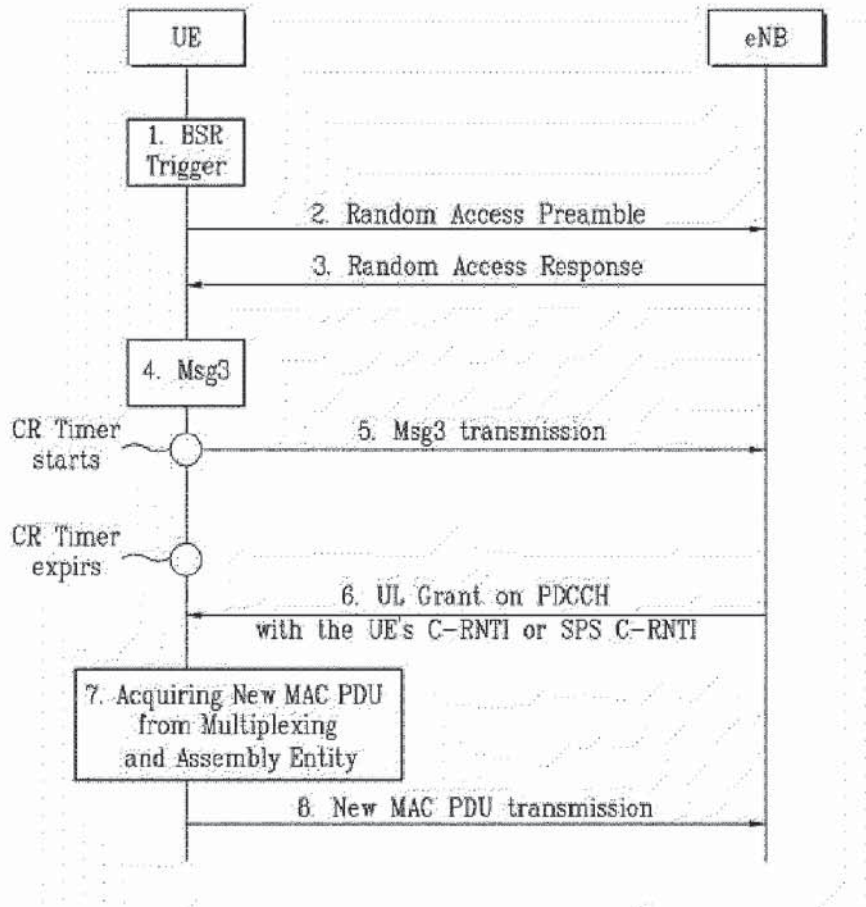 UE
eNB
1. BSR
Trigger
2. Random Access Preamble
3. Random Access Response
4. Msg3
CR Timer
starts
5. Msg3 transmission
CR Timer
expirs
6. UL Grant on PDCCH
with the UE's C-RNTI or SPS C-RNTI
7. Acquiring New MAC PDU
from Multiplexing
and Assembly Entity
8. New MAC PDU transmission